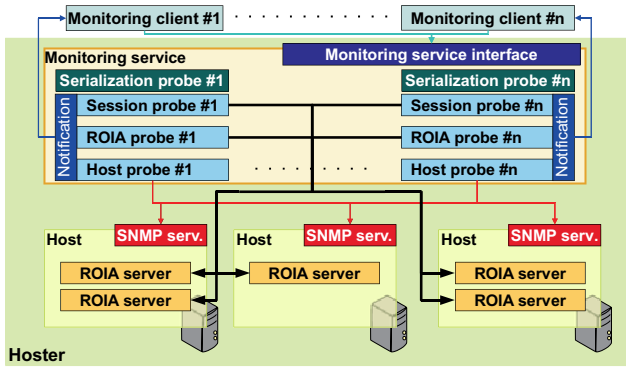 Monitoring client #1
Monitoring client #n
Monitoring service
Monitoring service interface
Serialization probe #1
Serialization probe #n
Notification
Session probe #1
Session probe #n
Notification
ROIA probe #1
ROIA probe #n
Host probe #1
Host probe #n
Host
SNMP serv.
Host
SNMP serv.
Host
SNMP serv.
ROIA server
ROIA server
ROIA server
ROIA server
ROIA server
Hoster